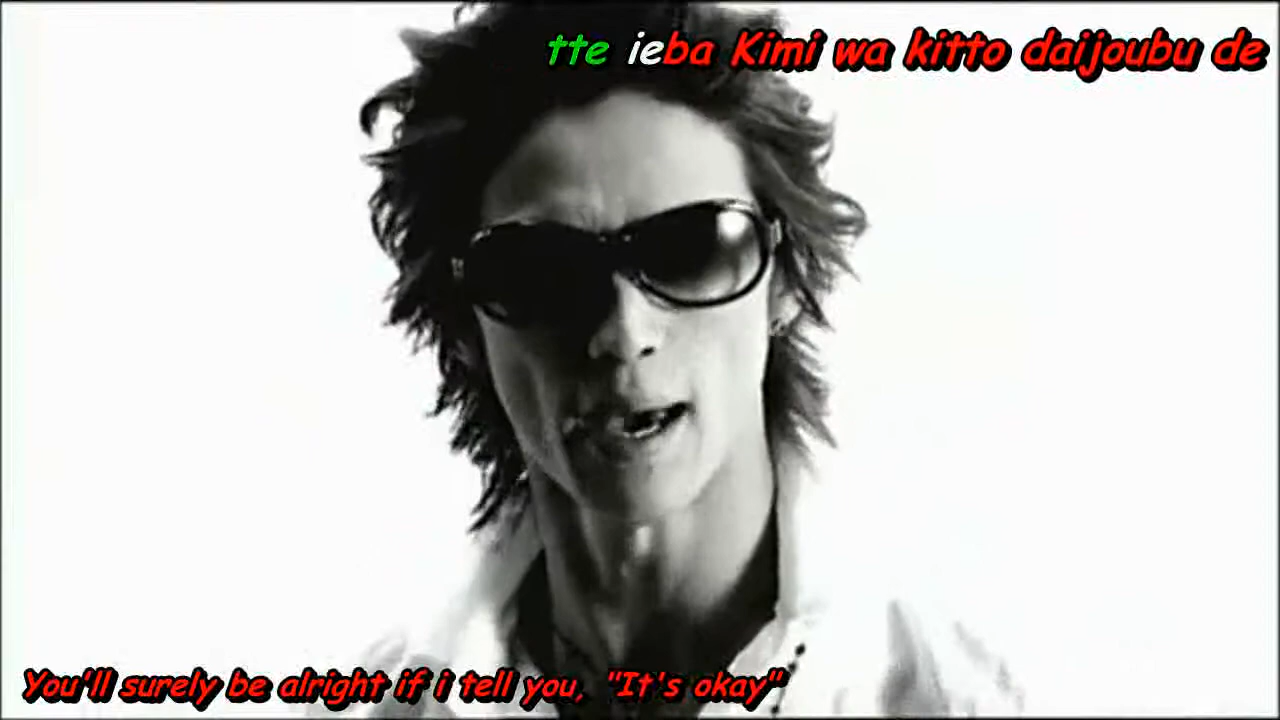 tte ieba Kimi wa kitto daijoubu de
You'll surely be alright if i tell you, "It's okay"